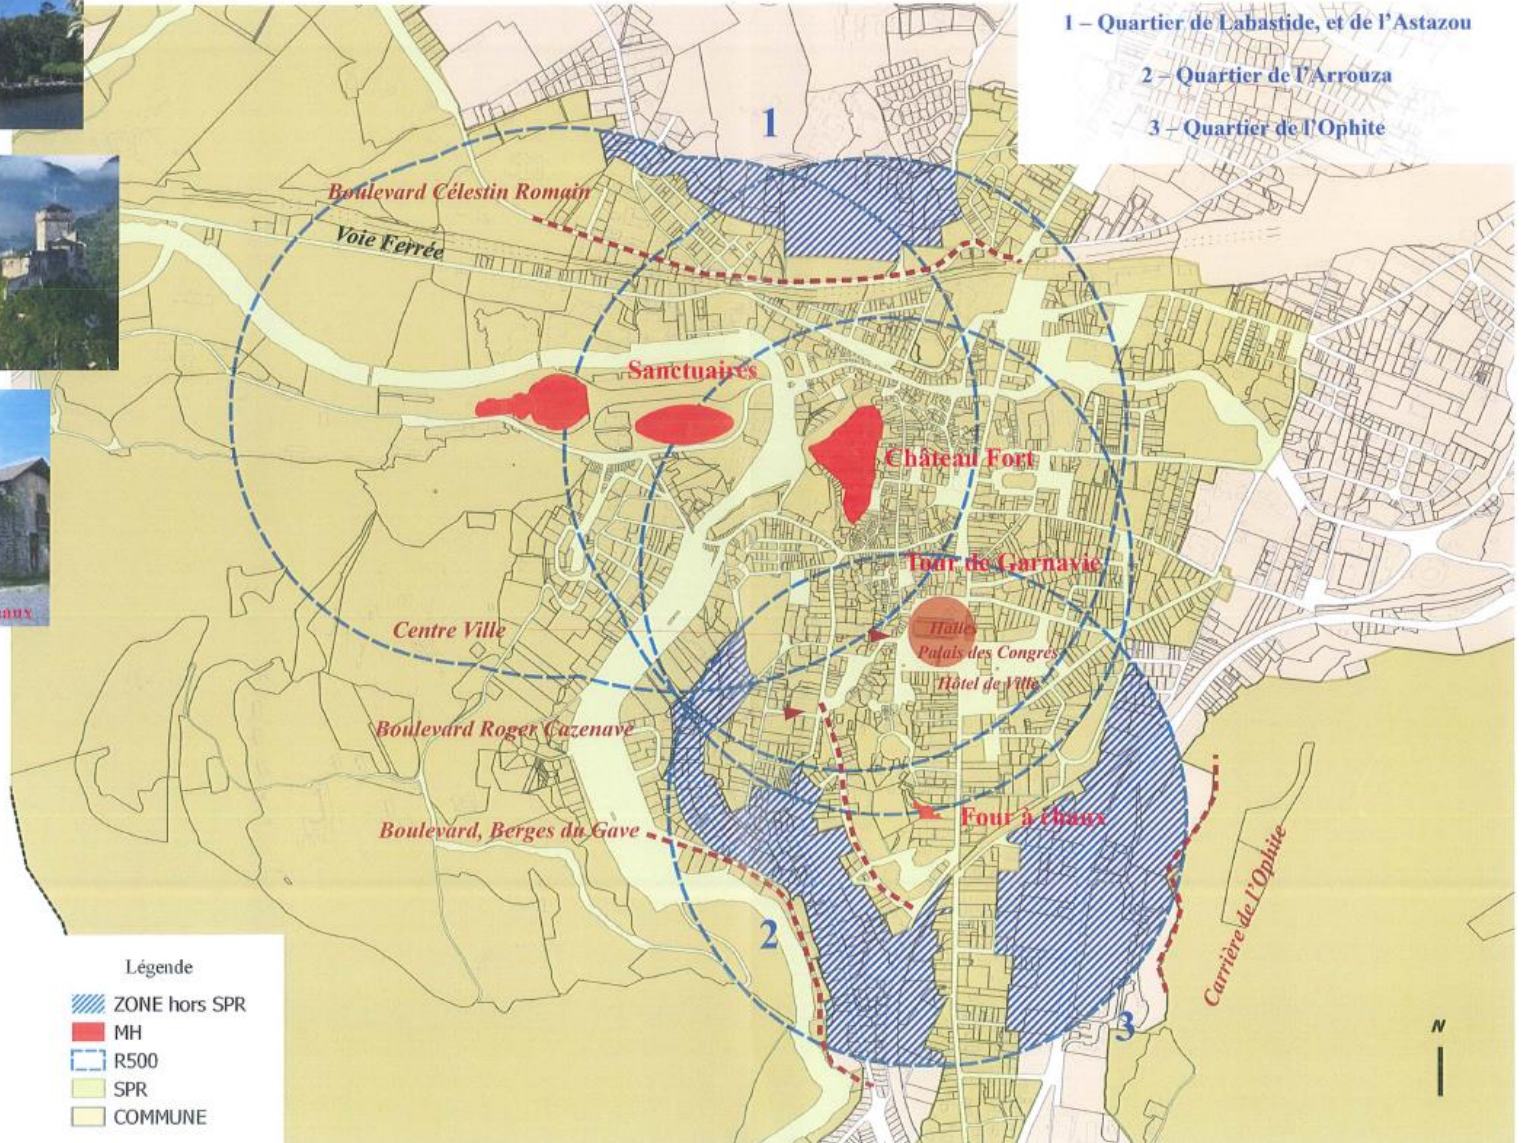 1 – Quartier de Labastide, et de l'Astazou
2 – Quartier de l'Arrouza
3 – Quartier de l'Ophite
1
Boulevard Célestin Romain
Voie Ferrée
Sanctuaires
Château Fort
Tour de Garnavie
Halles
Centre Ville
Palais des Congrès
Hôtel de Ville
Boulevard Roger Cazenave
Four à chaux
Boulevard, Berges du Gave
Carrière de l'Ophite
2
3
Légende
ZONE hors SPR
MH
R500
SPR
COMMUNE
N